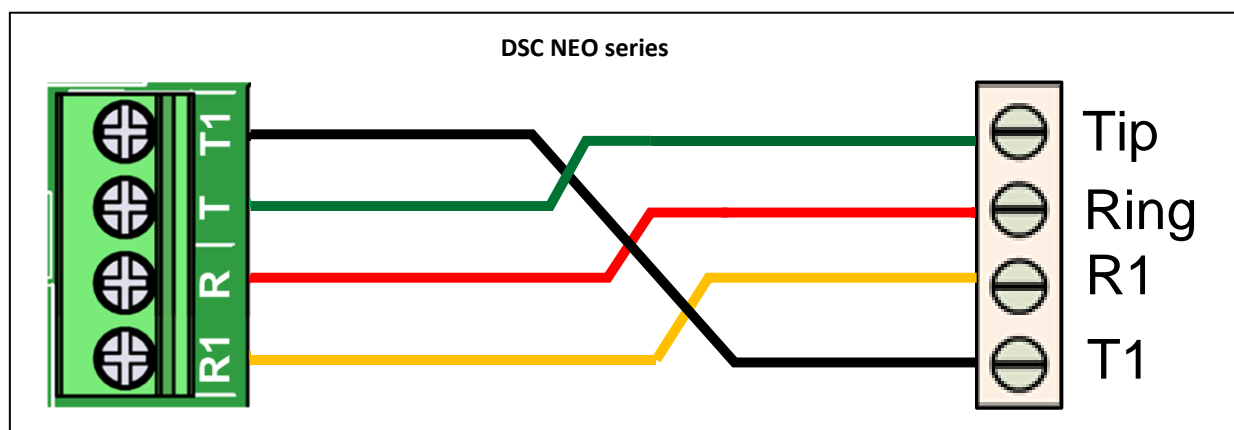 DSC NEO series
T1
T
R
R1
Tip
Ring
R1
T1